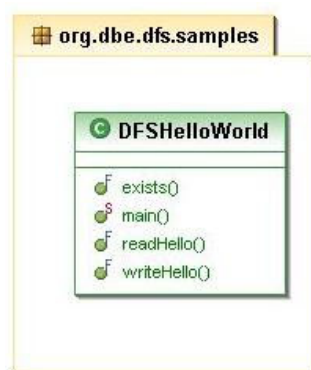 org.dbe.dfs.samples
C DFSHelloWorld
F exists()
S main()
F readHello()
F writeHello()